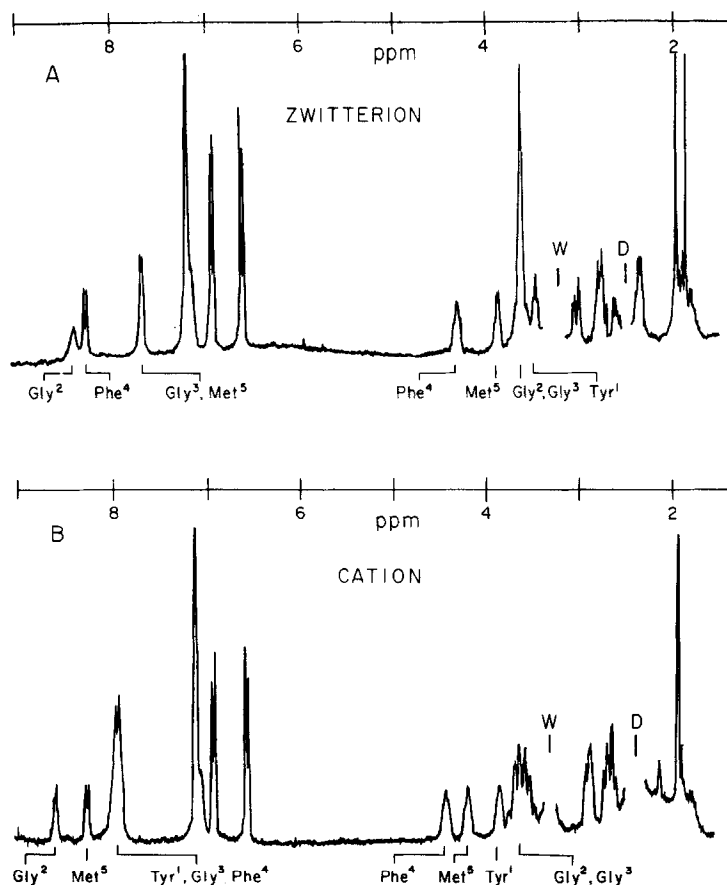 8 6 4 2
ppm
A
ZWITTERION
W D
Gly² Phe⁴ Gly³, Met⁵ Phe⁴ Met⁵ Gly², Gly³ Tyr¹
8 6 4 2
ppm
B
CATION
W D
Gly² Met⁵ Tyr¹, Gly³ Phe⁴ Phe⁴ Met⁵ Tyr¹ Gly², Gly³